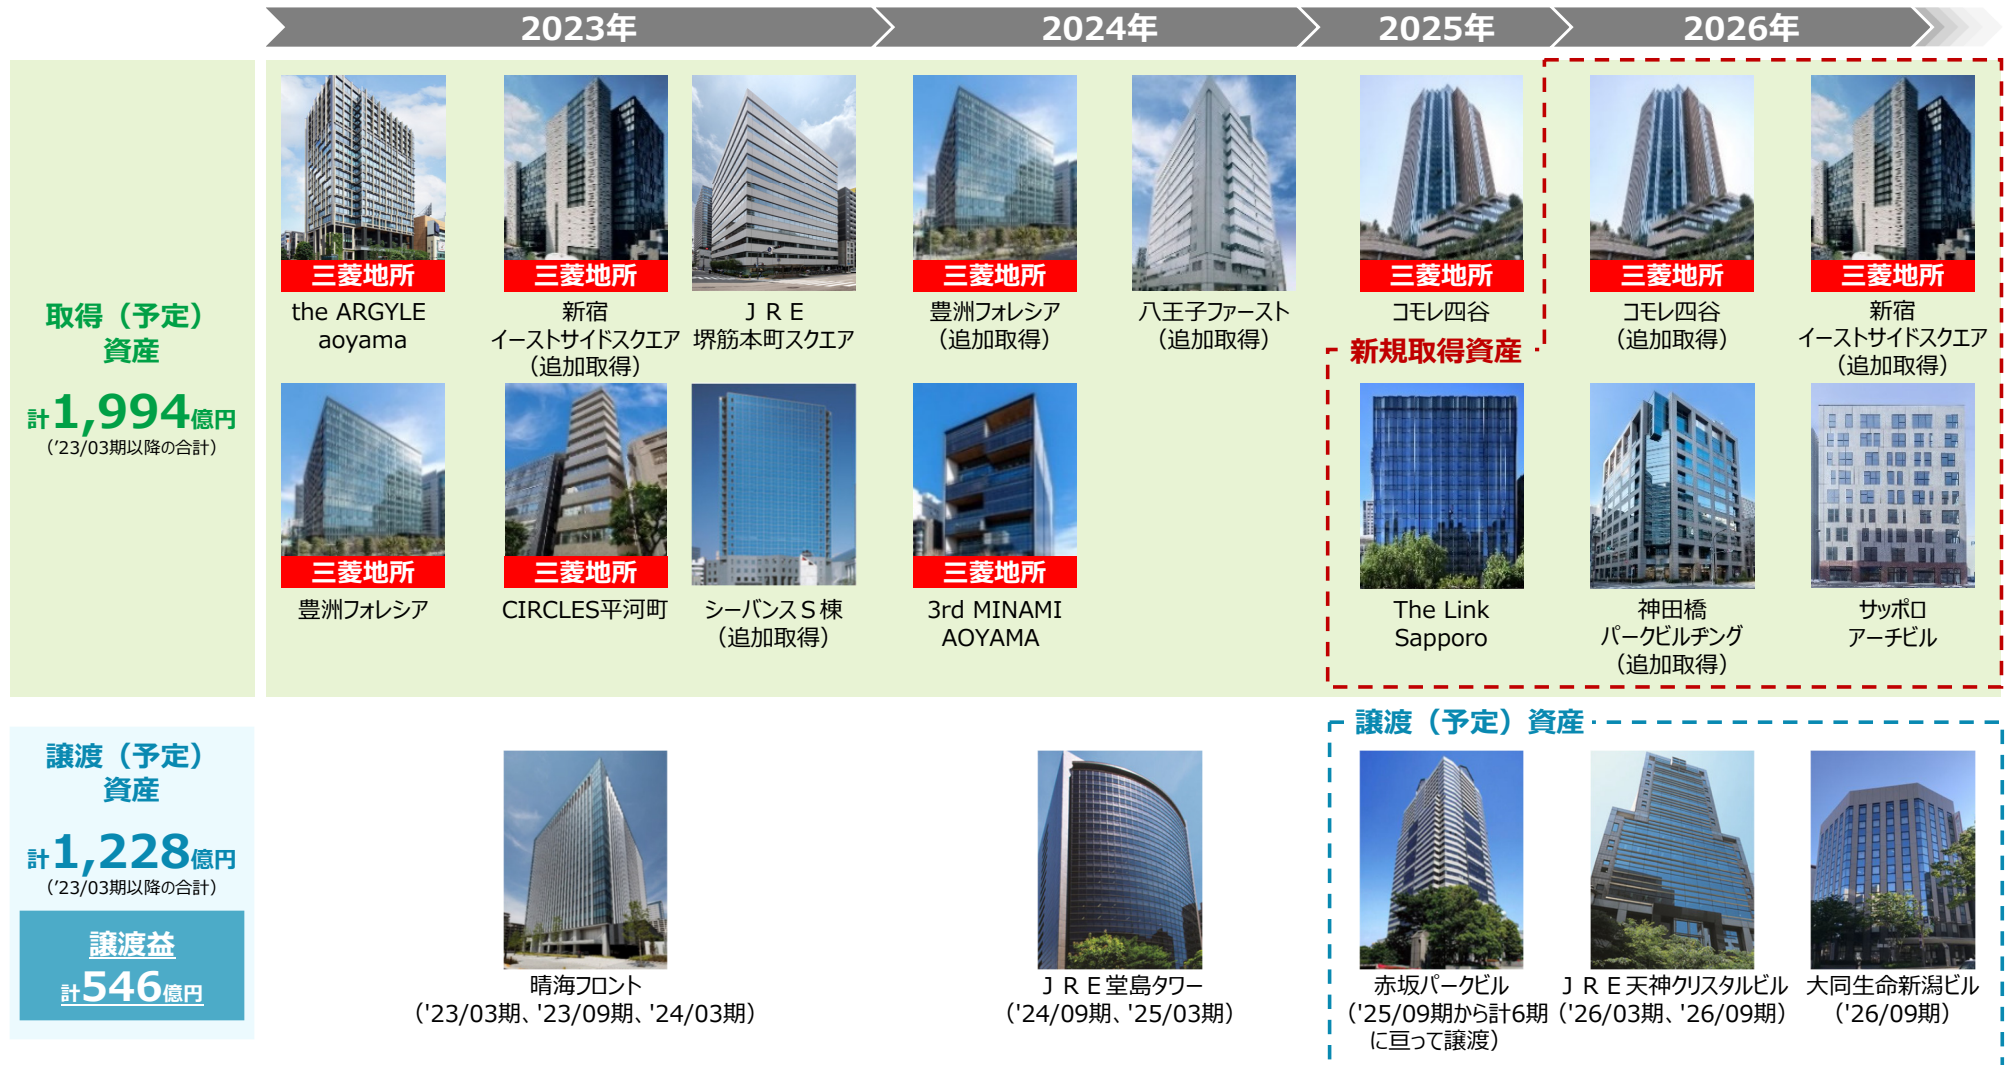 2023年
2024年
2025年
2026年
取得（予定）
資産
計1,994億円
（'23/03期以降の合計）
三菱地所
the ARGYLE
aoyama
三菱地所
新宿
イーストサイドスクエア
（追加取得）
ＪＲＥ
堺筋本町スクエア
三菱地所
豊洲フォレシア
（追加取得）
八王子ファースト
（追加取得）
三菱地所
コモレ四谷
三菱地所
コモレ四谷
（追加取得）
三菱地所
新宿
イーストサイドスクエア
（追加取得）
新規取得資産
三菱地所
豊洲フォレシア
三菱地所
CIRCLES平河町
シーバンスＳ棟
（追加取得）
三菱地所
3rd MINAMI
AOYAMA
The Link
Sapporo
神田橋
パークビルヂング
（追加取得）
サッポロ
アーチビル
譲渡（予定）
資産
計1,228億円
（'23/03期以降の合計）
譲渡益
計546億円
譲渡（予定）資産
晴海フロント
（'23/03期、'23/09期、'24/03期）
ＪＲＥ堂島タワー
（'24/09期、'25/03期）
赤坂パークビル
（'25/09期から計6期
に亘って譲渡）
ＪＲＥ天神クリスタルビル
（'26/03期、'26/09期）
大同生命新潟ビル
（'26/09期）